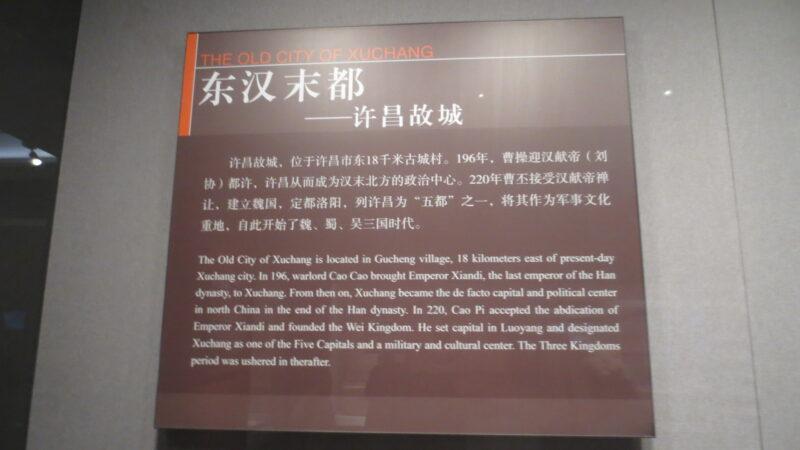 THE OLD CITY OF XUCHANG
东汉末都
——许昌故城
许昌故城，位于许昌市东18千米古城村。196年，曹操迎汉献帝（刘
协）都许，许昌从而成为汉末北方的政治中心。220年曹丕接受汉献帝禅
让，建立魏国，定都洛阳，列许昌为“五都”之一，将其作为军事文化
重地，自此开始了魏、蜀、吴三国时代。
The Old City of Xuchang is located in Gucheng village, 18 kilometers east of present-day
Xuchang city. In 196, warlord Cao Cao brought Emperor Xiandi, the last emperor of the Han
dynasty, to Xuchang. From then on, Xuchang became the de facto capital and political center
in north China in the end of the Han dynasty. In 220, Cao Pi accepted the abdication of
Emperor Xiandi and founded the Wei Kingdom. He set capital in Luoyang and designated
Xuchang as one of the Five Capitals and a military and cultural center. The Three Kingdoms
period was ushered in therafter.